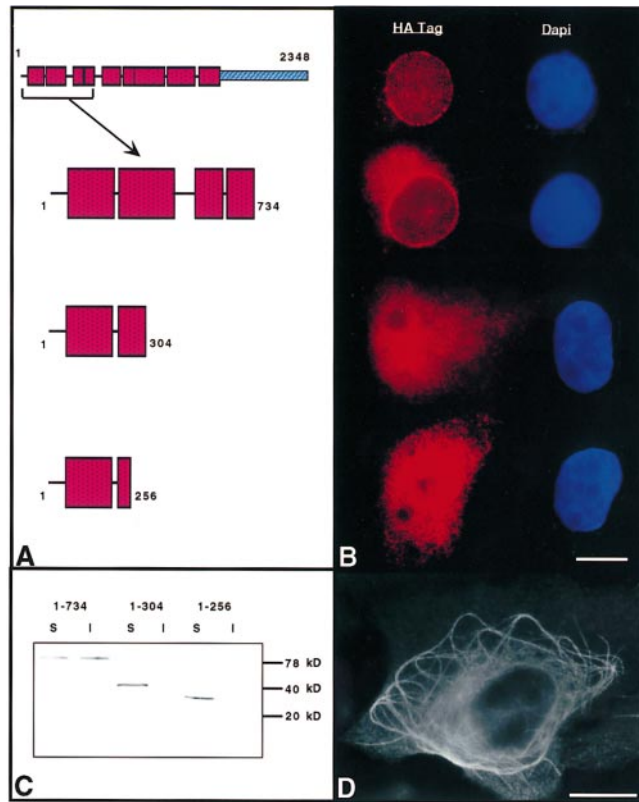 1
2348
1
734
1
304
1
256
A
HA Tag
Dapi
B
1-734 1-304 1-256
S I S I S I
78 kD
40 kD
20 kD
C
D